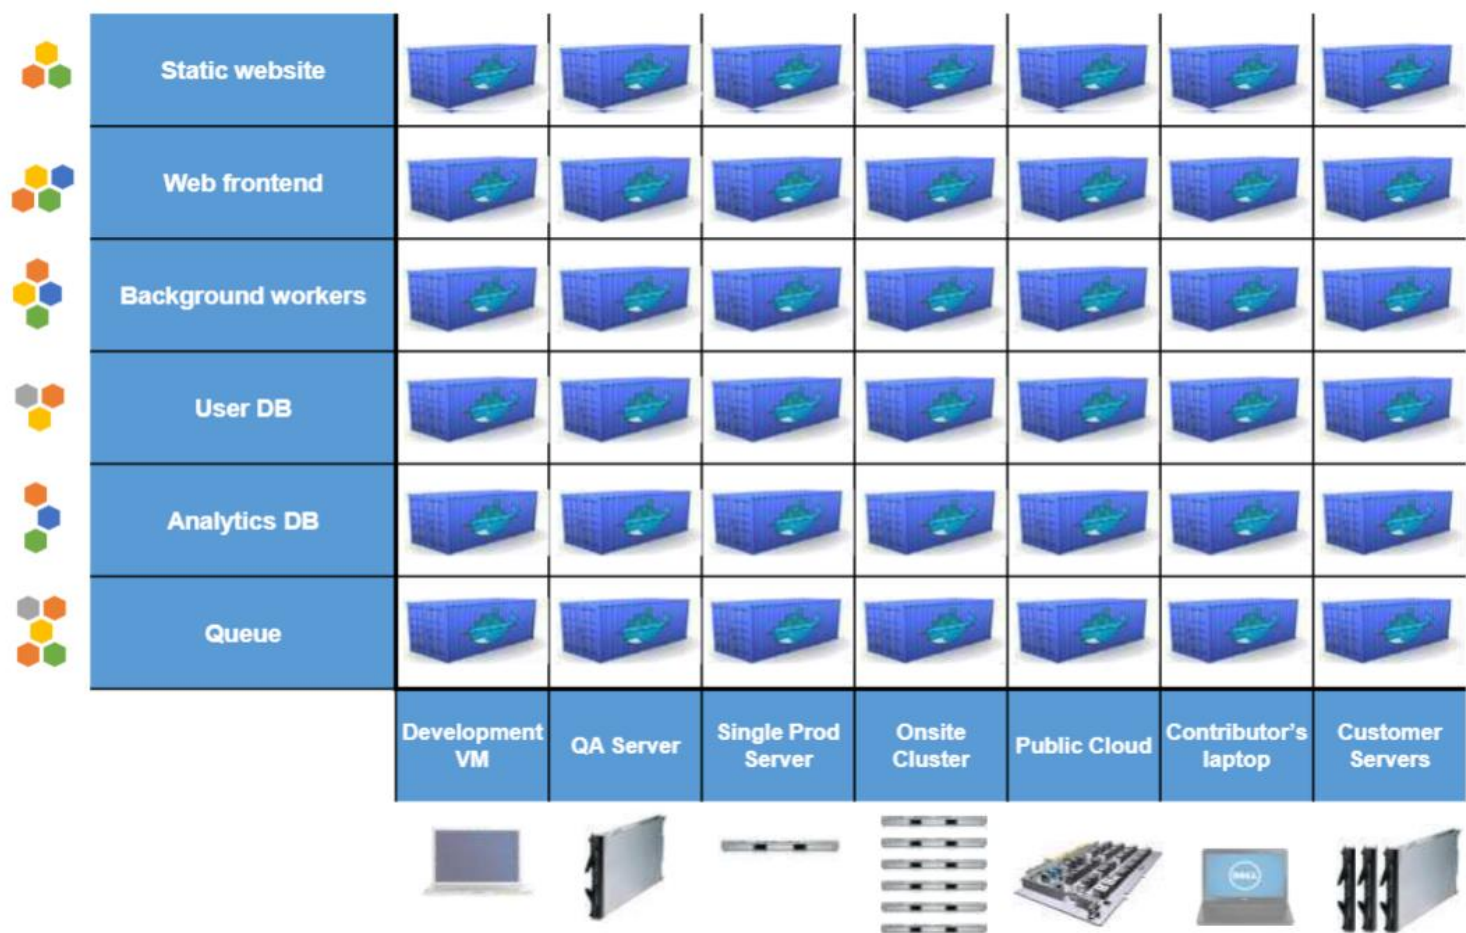 Static website
Web frontend
Background workers
User DB
Analytics DB
Queue
Development
VM
QA Server
Single Prod
Server
Onsite
Cluster
Public Cloud
Contributor's
laptop
Customer
Servers
DELL